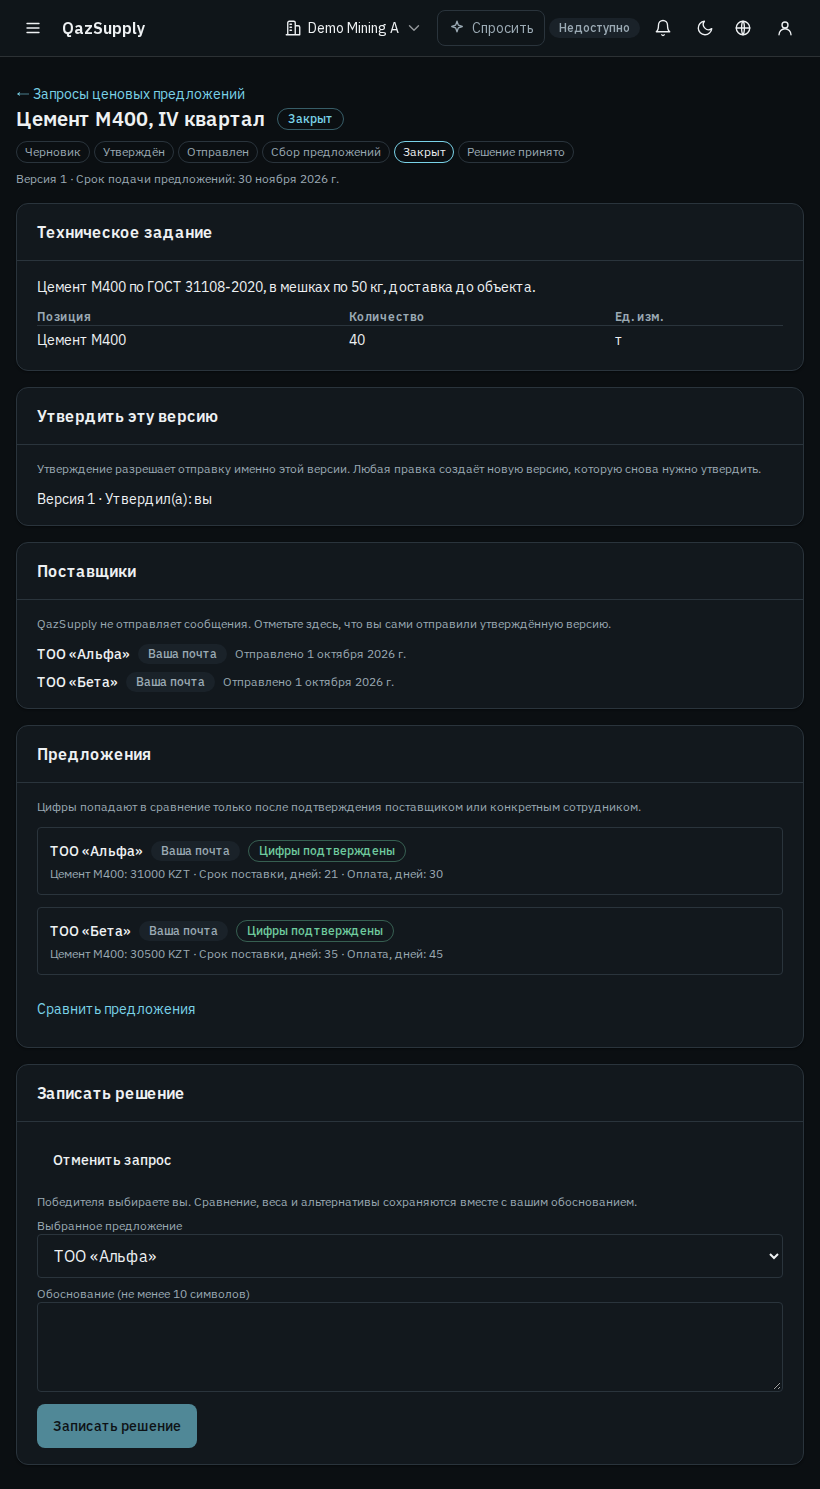 QazSupply Demo Mining A Спросить Недоступно
← Запросы ценовых предложений
Цемент М400, IV квартал Закрыт
Черновик Утверждён Отправлен Сбор предложений Закрыт Решение принято
Версия 1 · Срок подачи предложений: 30 ноября 2026 г.
Техническое задание
Цемент М400 по ГОСТ 31108-2020, в мешках по 50 кг, доставка до объекта.
Позиция Количество Ед. изм.
Цемент М400 40 т
Утвердить эту версию
Утверждение разрешает отправку именно этой версии. Любая правка создаёт новую версию, которую снова нужно утвердить.
Версия 1 · Утвердил(а): вы
Поставщики
QazSupply не отправляет сообщения. Отметьте здесь, что вы сами отправили утверждённую версию.
ТОО «Альфа» Ваша почта Отправлено 1 октября 2026 г.
ТОО «Бета» Ваша почта Отправлено 1 октября 2026 г.
Предложения
Цифры попадают в сравнение только после подтверждения поставщиком или конкретным сотрудником.
ТОО «Альфа» Ваша почта Цифры подтверждены
Цемент М400: 31000 KZT · Срок поставки, дней: 21 · Оплата, дней: 30
ТОО «Бета» Ваша почта Цифры подтверждены
Цемент М400: 30500 KZT · Срок поставки, дней: 35 · Оплата, дней: 45
Сравнить предложения
Записать решение
Отменить запрос
Победителя выбираете вы. Сравнение, веса и альтернативы сохраняются вместе с вашим обоснованием.
Выбранное предложение
ТОО «Альфа»
Обоснование (не менее 10 символов)
Записать решение